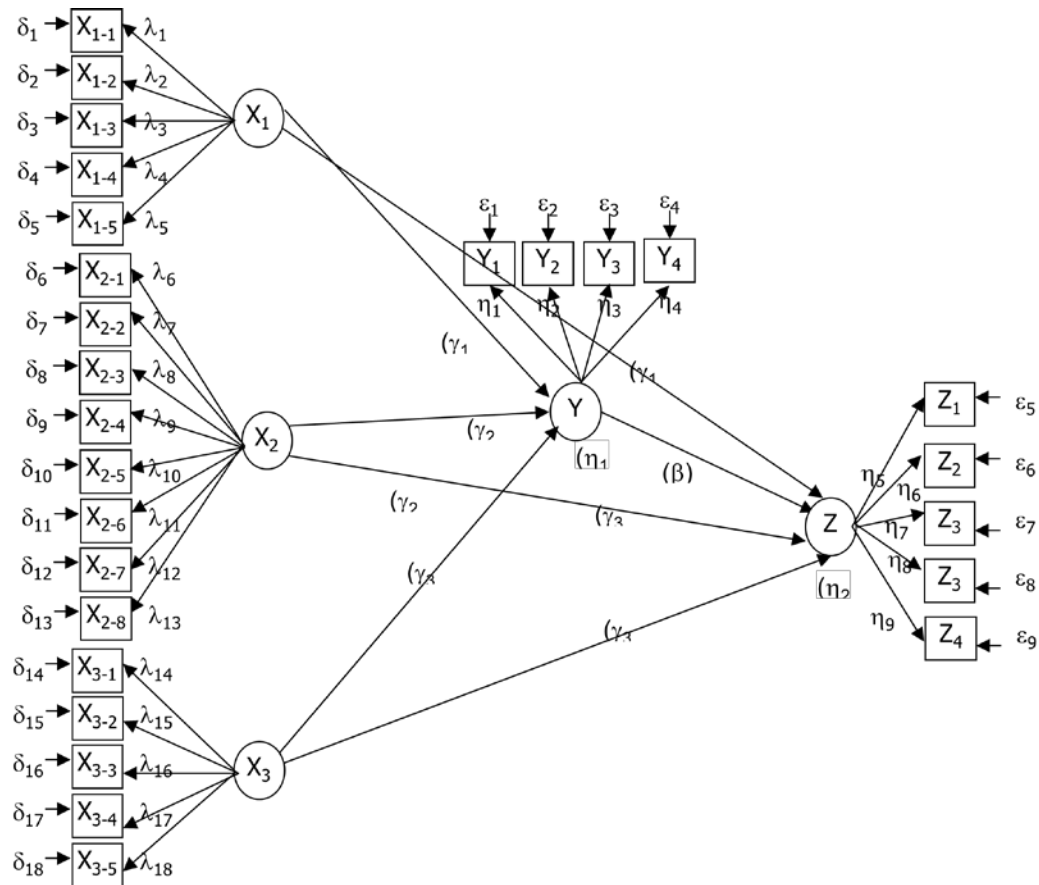 δ1 X1-1 λ1
δ2 X1-2 λ2
δ3 X1-3 λ3
δ4 X1-4 λ4
δ5 X1-5 λ5
X1
δ6 X2-1 λ6
δ7 X2-2 λ7
δ8 X2-3 λ8
δ9 X2-4 λ9
δ10 X2-5 λ10
δ11 X2-6 λ11
δ12 X2-7 λ12
δ13 X2-8 λ13
X2
δ14 X3-1 λ14
δ15 X3-2 λ15
δ16 X3-3 λ16
δ17 X3-4 λ17
δ18 X3-5 λ18
X3
ε1 ε2 ε3 ε4
Y1 Y2 Y3 Y4
η1 η2 η3 η4
(γ1
(γ1
Y
(η1
(γ2
(γ2
(γ3
(γ3
(γ3
(β)
Z
(η2
η5 Z1 ε5
η6 Z2 ε6
η7 Z3 ε7
η8 Z3 ε8
η9 Z4 ε9